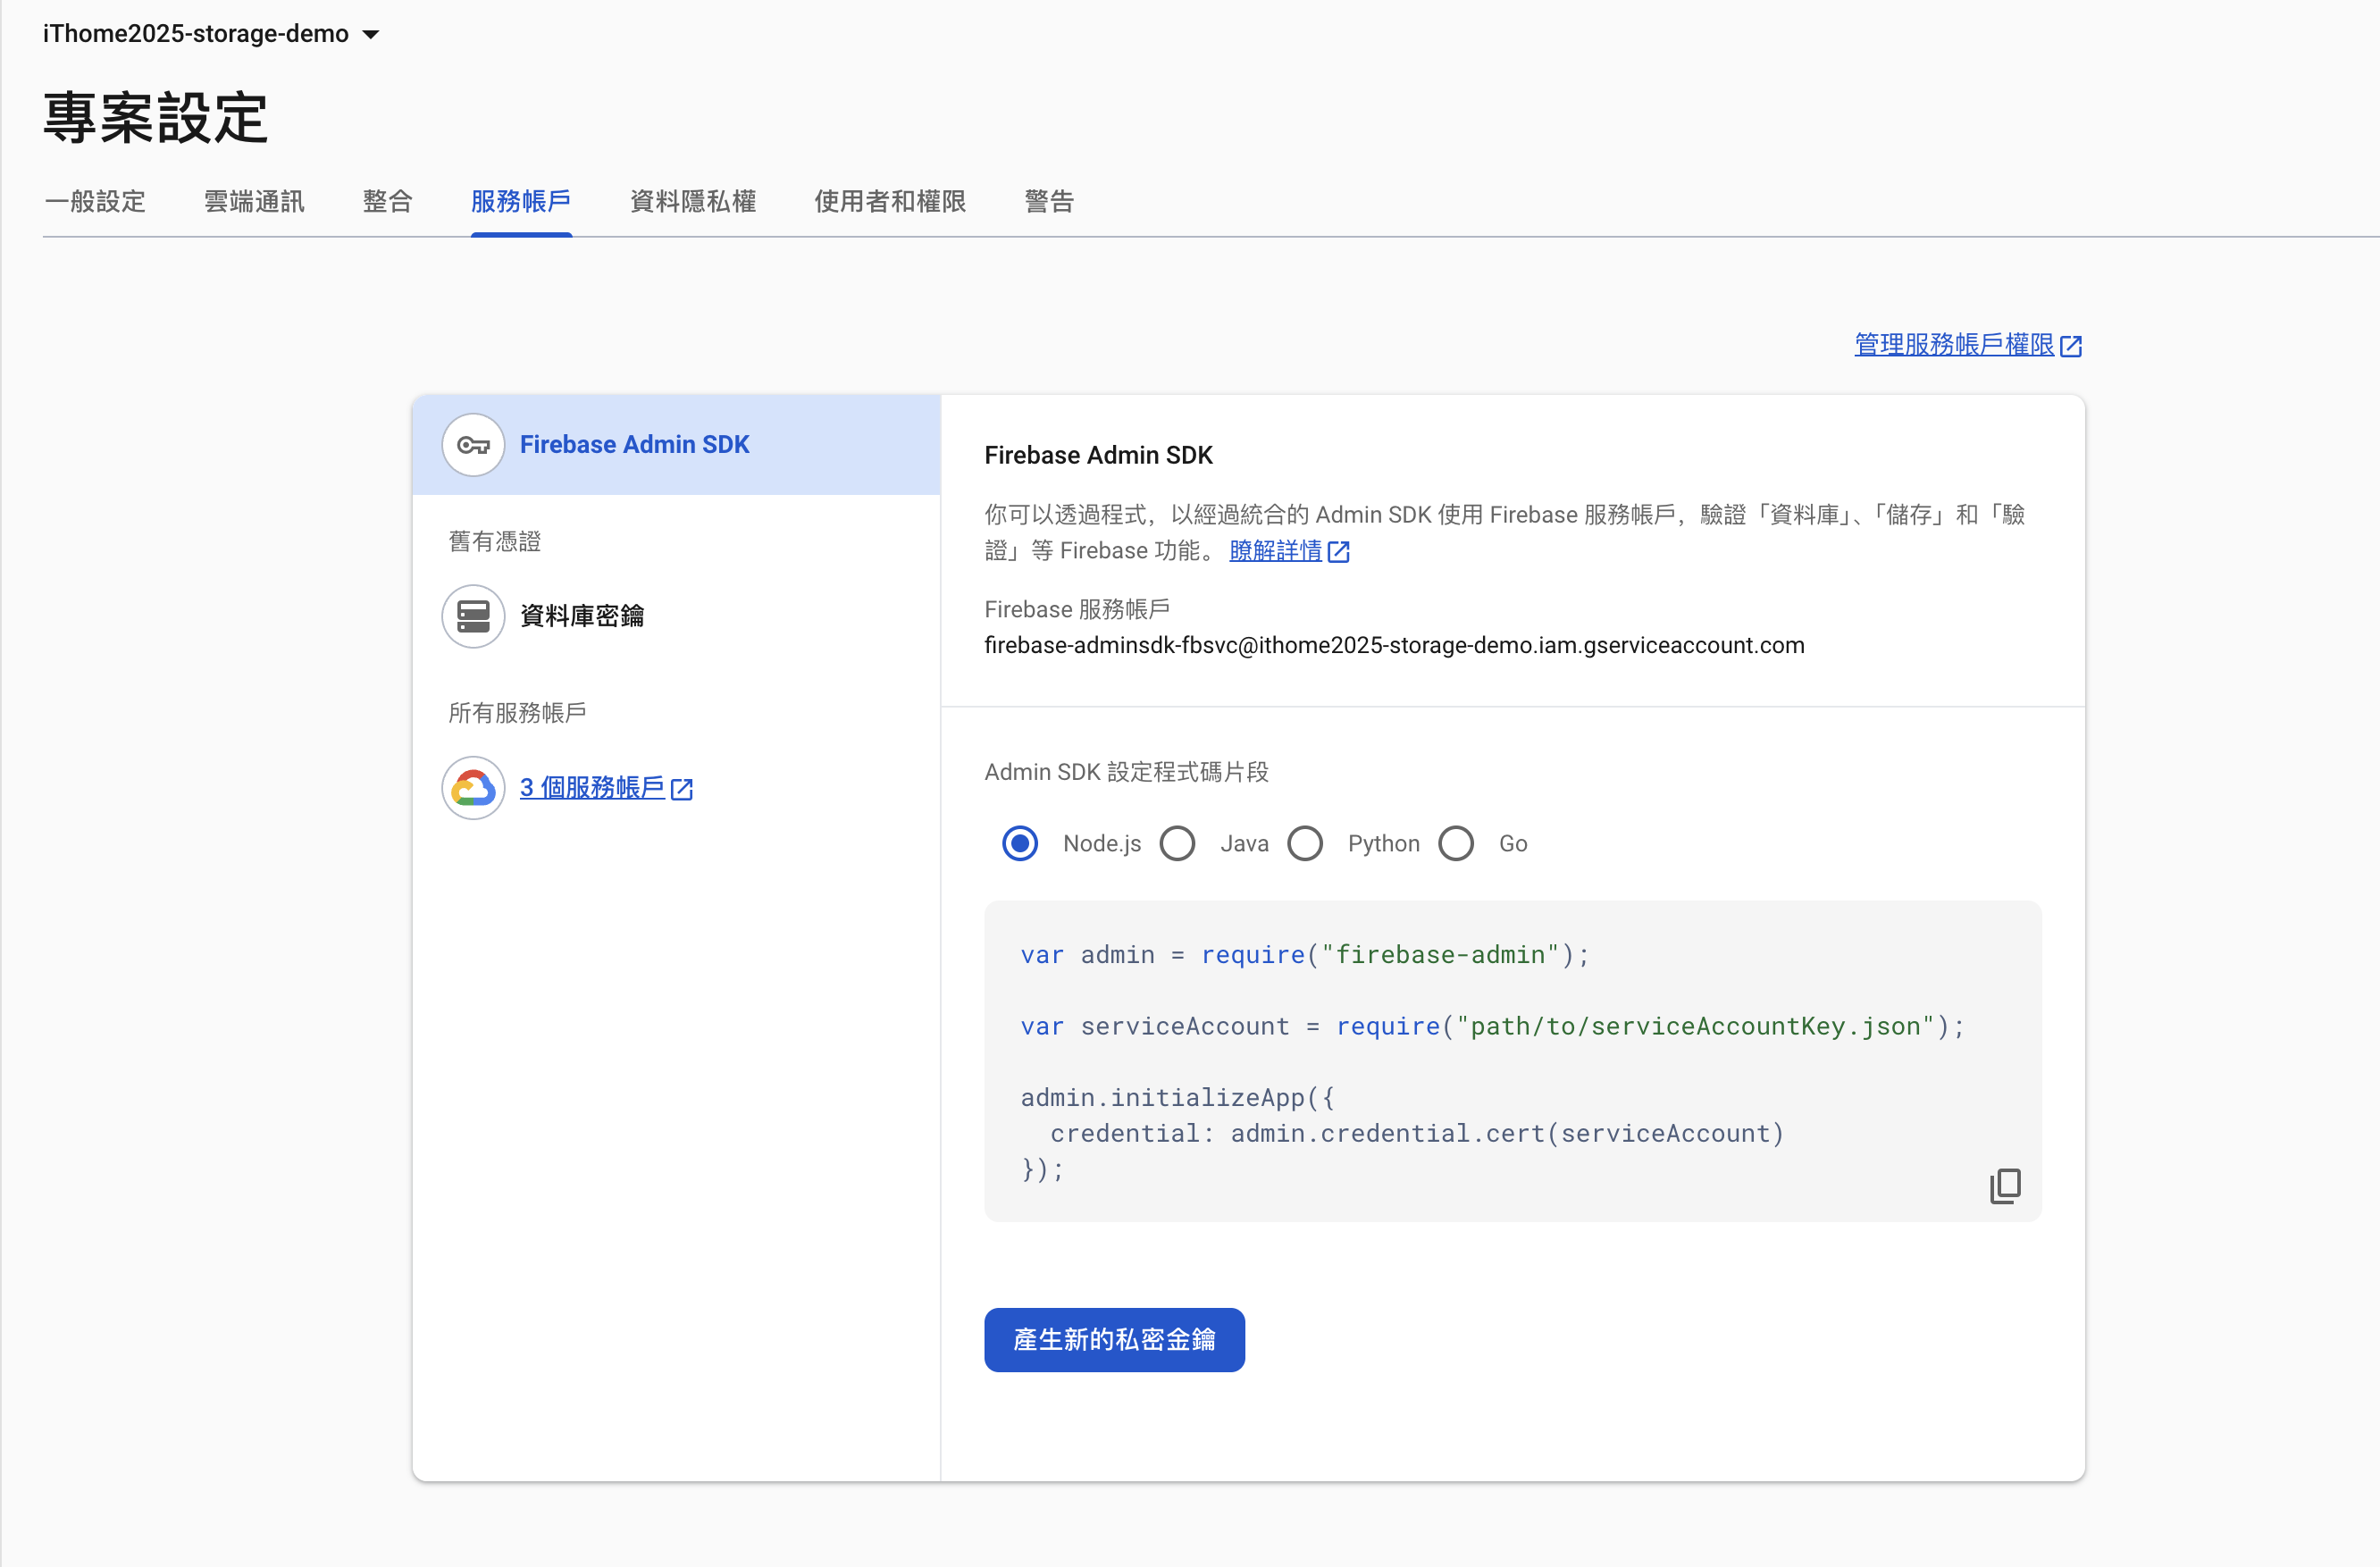 iThome2025-storage-demo
專案設定
一般設定 雲端通訊 整合 服務帳戶 資料隱私權 使用者和權限 警告
管理服務帳戶權限
Firebase Admin SDK
舊有憑證
資料庫密鑰
所有服務帳戶
3 個服務帳戶
Firebase Admin SDK
你可以透過程式，以經過統合的 Admin SDK 使用 Firebase 服務帳戶，驗證「資料庫」、「儲存」和「驗
證」等 Firebase 功能。 瞭解詳情
Firebase 服務帳戶
firebase-adminsdk-fbsvc@ithome2025-storage-demo.iam.gserviceaccount.com
Admin SDK 設定程式碼片段
Node.js Java Python Go
var admin = require("firebase-admin");
var serviceAccount = require("path/to/serviceAccountKey.json");
admin.initializeApp({
  credential: admin.credential.cert(serviceAccount)
});
產生新的私密金鑰